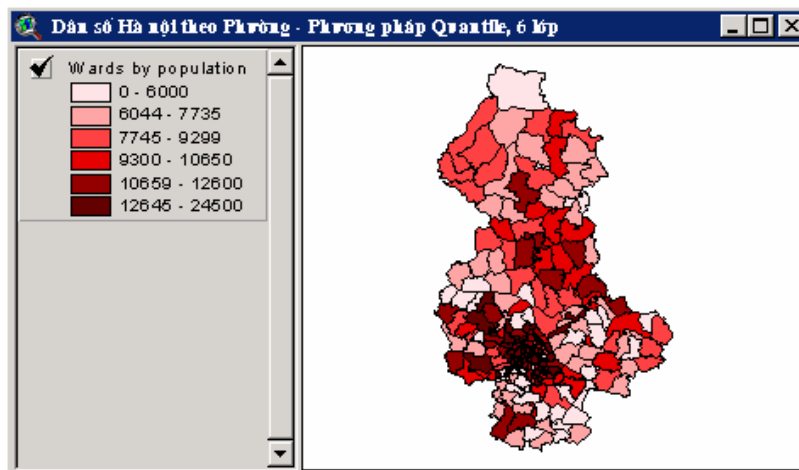 Dân số Hà nội theo Phường - Phương pháp Quantile, 6 lớp
Wards by population
0 - 6000
6044 - 7735
7745 - 9299
9300 - 10650
10659 - 12600
12645 - 24500